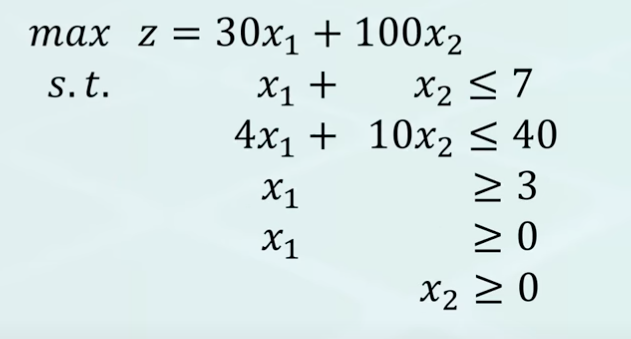 max z = 30x₁ + 100x₂
s.t. x₁ + x₂ ≤ 7
4x₁ + 10x₂ ≤ 40
x₁ ≥ 3
x₁ ≥ 0
x₂ ≥ 0